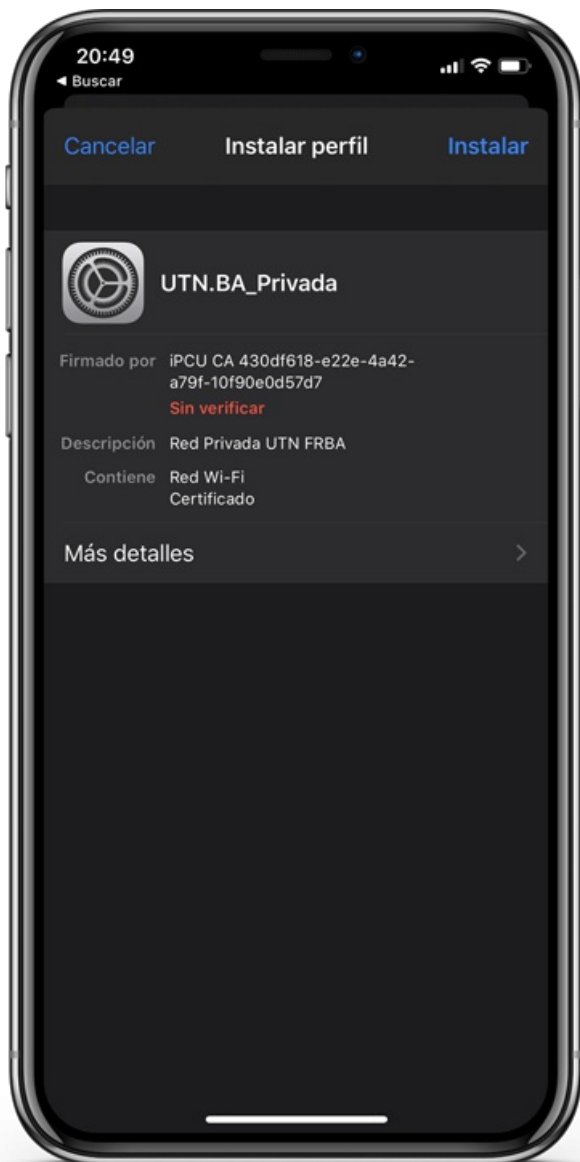 20:49
◀ Buscar
Cancelar Instalar perfil Instalar
UTN.BA_Privada
Firmado por iPCU CA 430df618-e22e-4a42-
a79f-10f90e0d57d7
Sin verificar
Descripción Red Privada UTN FRBA
Contiene Red Wi-Fi
Certificado
Más detalles